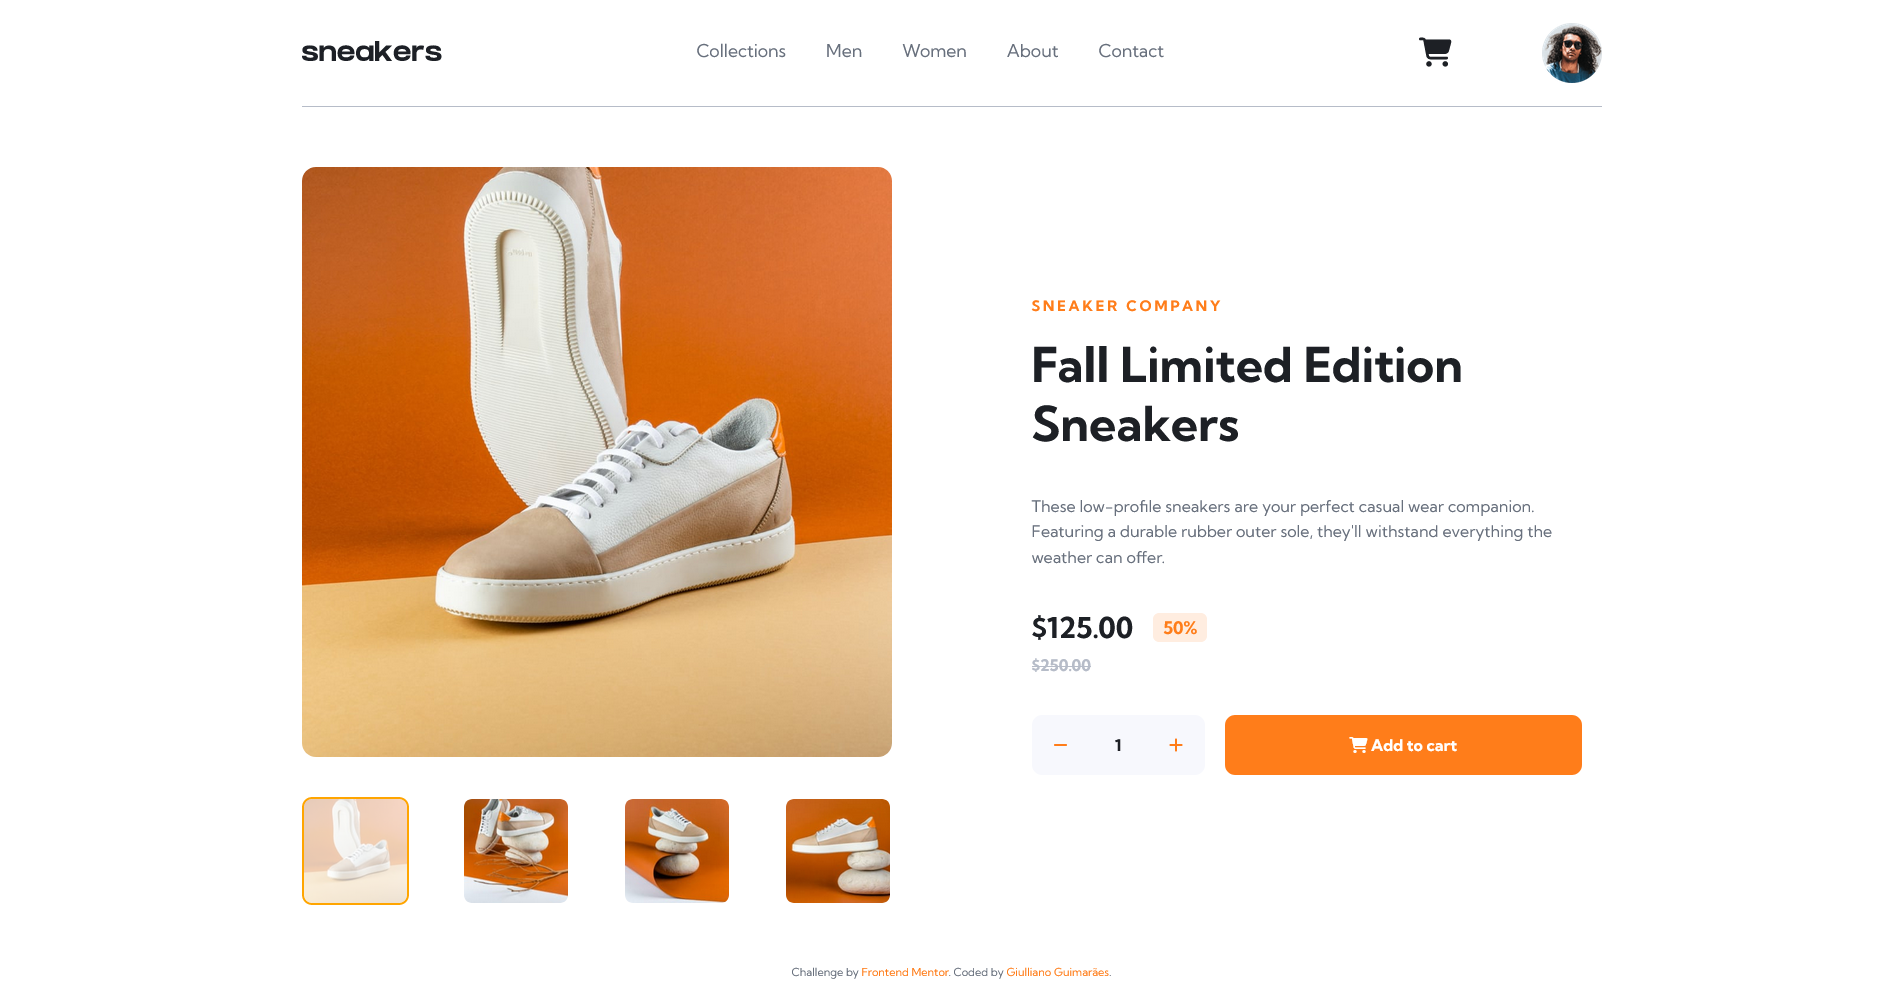 sneakers
Collections Men Women About Contact
SNEAKER COMPANY
Fall Limited Edition
Sneakers
These low-profile sneakers are your perfect casual wear companion.
Featuring a durable rubber outer sole, they'll withstand everything the
weather can offer.
$125.00 50%
$250.00
− 1 +
Add to cart
Challenge by Frontend Mentor. Coded by Giulliano Guimarães.